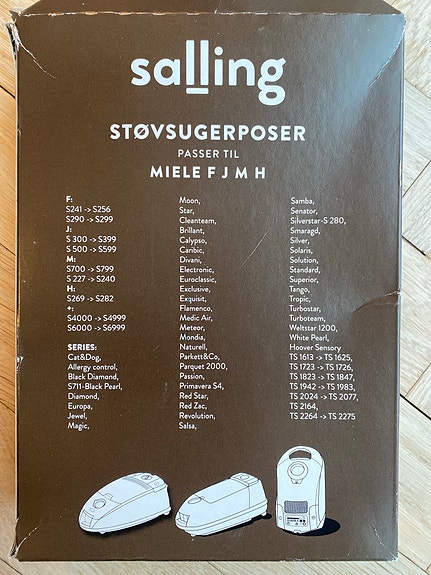 salling
STØVSUGERPOSER
PASSER TIL
MIELE F J M H
F:
S241 -> S256
S290 -> S299
J:
S 300 -> S399
S 500 -> S599
M:
S700 -> S799
S 227 -> S240
H:
S269 -> S282
+:
S4000 -> S4999
S6000 -> S6999
SERIES:
Cat&Dog,
Allergy control,
Black Diamond,
S711-Black Pearl,
Diamond,
Europa,
Jewel,
Magic,
Moon,
Star,
Cleanteam,
Brillant,
Calypso,
Caribic,
Divani,
Electronic,
Euroclassic,
Exclusive,
Exquisit,
Flamenco,
Medic Air,
Meteor,
Mondia,
Naturell,
Parkett&Co,
Parquet 2000,
Passion,
Primavera S4,
Red Star,
Red Zac,
Revolution,
Salsa,
Samba,
Senator,
Silverstar-S 280,
Smaragd,
Silver,
Solaris,
Solution,
Standard,
Superior,
Tango,
Tropic,
Turbostar,
Turboteam,
Weltstar 1200,
White Pearl,
Hoover Sensory
TS 1613 -> TS 1625,
TS 1723 -> TS 1726,
TS 1823 -> TS 1847,
TS 1942 -> TS 1983,
TS 2024 -> TS 2077,
TS 2164,
TS 2264 -> TS 2275